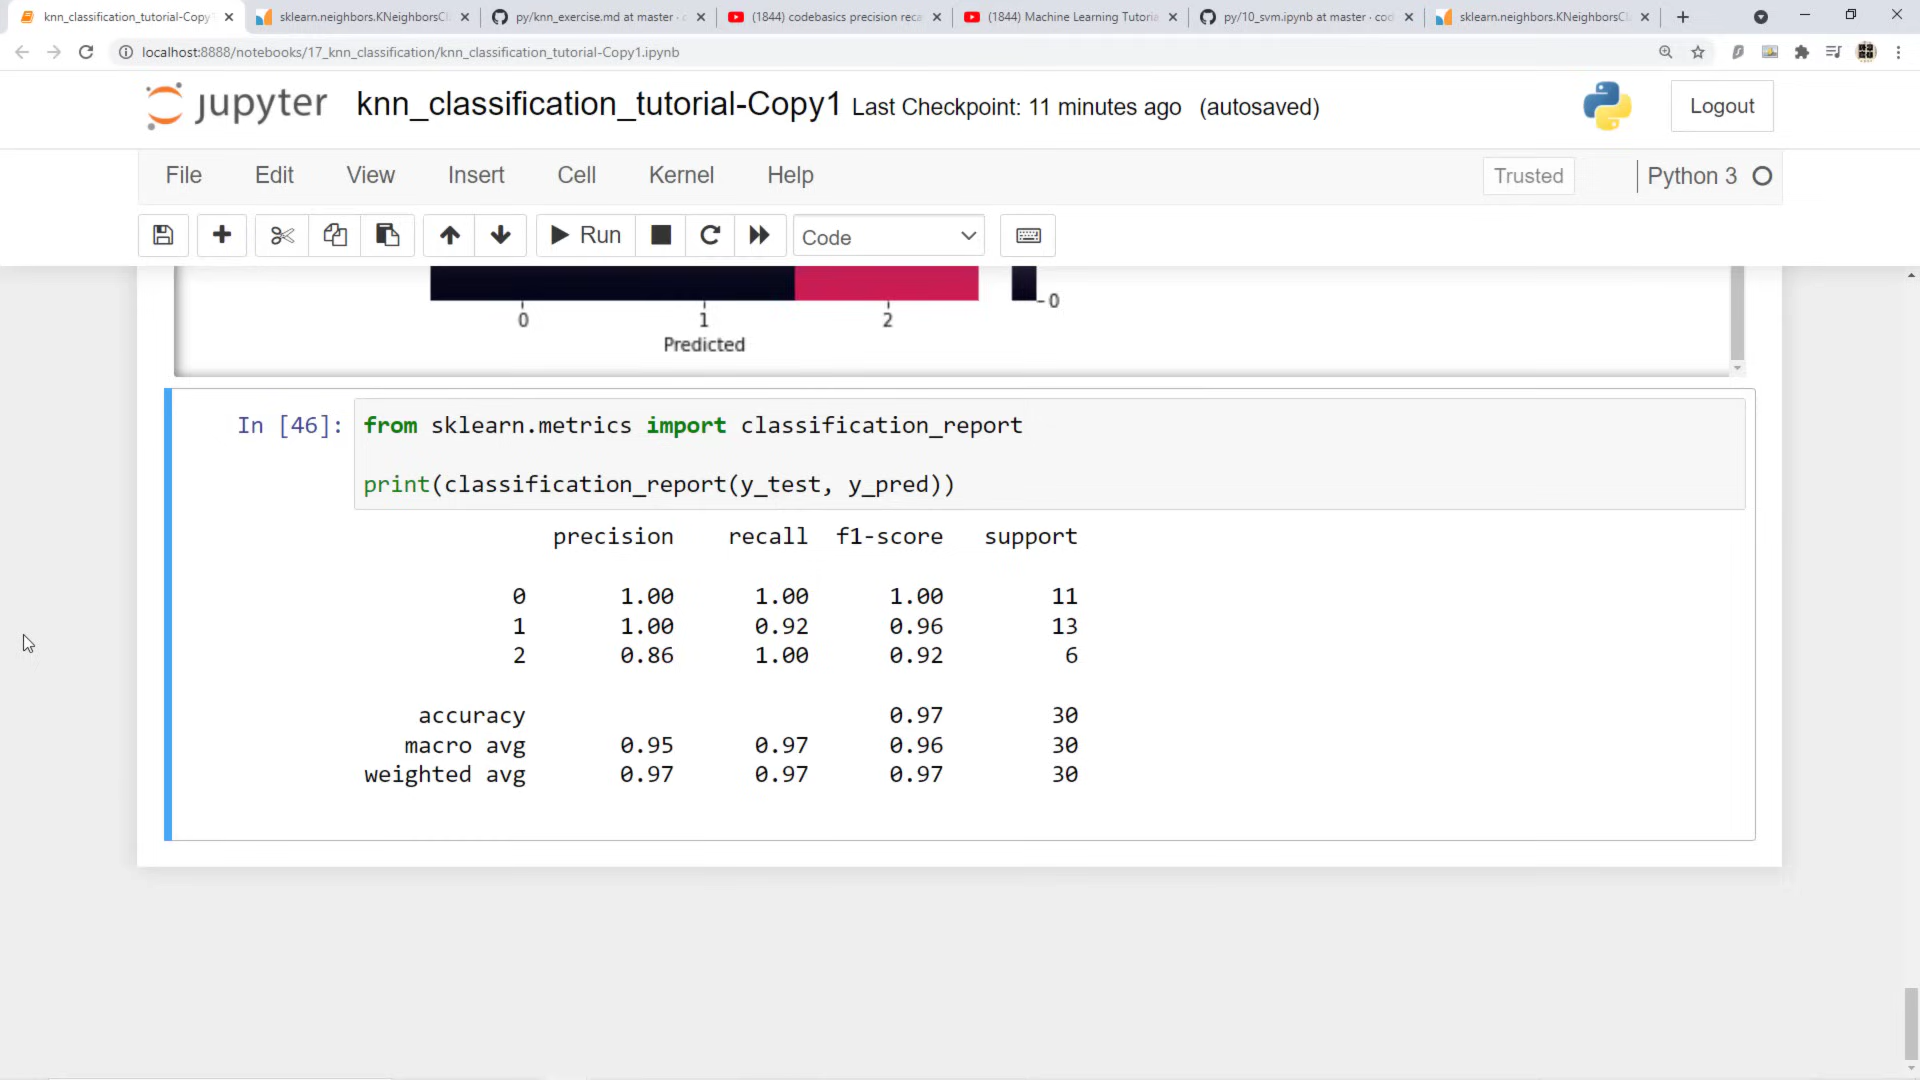 knn_classification_tutorial-Copy1
sklearn.neighbors.KNeighborsCl
py/knn_exercise.md at master · c
(1844) codebasics precision reca
(1844) Machine Learning Tutoria
py/10_svm.ipynb at master · cod
sklearn.neighbors.KNeighborsCl
localhost:8888/notebooks/17_knn_classification/knn_classification_tutorial-Copy1.ipynb
jupyter knn_classification_tutorial-Copy1 Last Checkpoint: 11 minutes ago (autosaved)
Logout
File Edit View Insert Cell Kernel Help
Trusted
Python 3
Run
Code
0
0 1 2
Predicted
In [46]: from sklearn.metrics import classification_report
print(classification_report(y_test, y_pred))
precision recall f1-score support
0 1.00 1.00 1.00 11
1 1.00 0.92 0.96 13
2 0.86 1.00 0.92 6
accuracy 0.97 30
macro avg 0.95 0.97 0.96 30
weighted avg 0.97 0.97 0.97 30